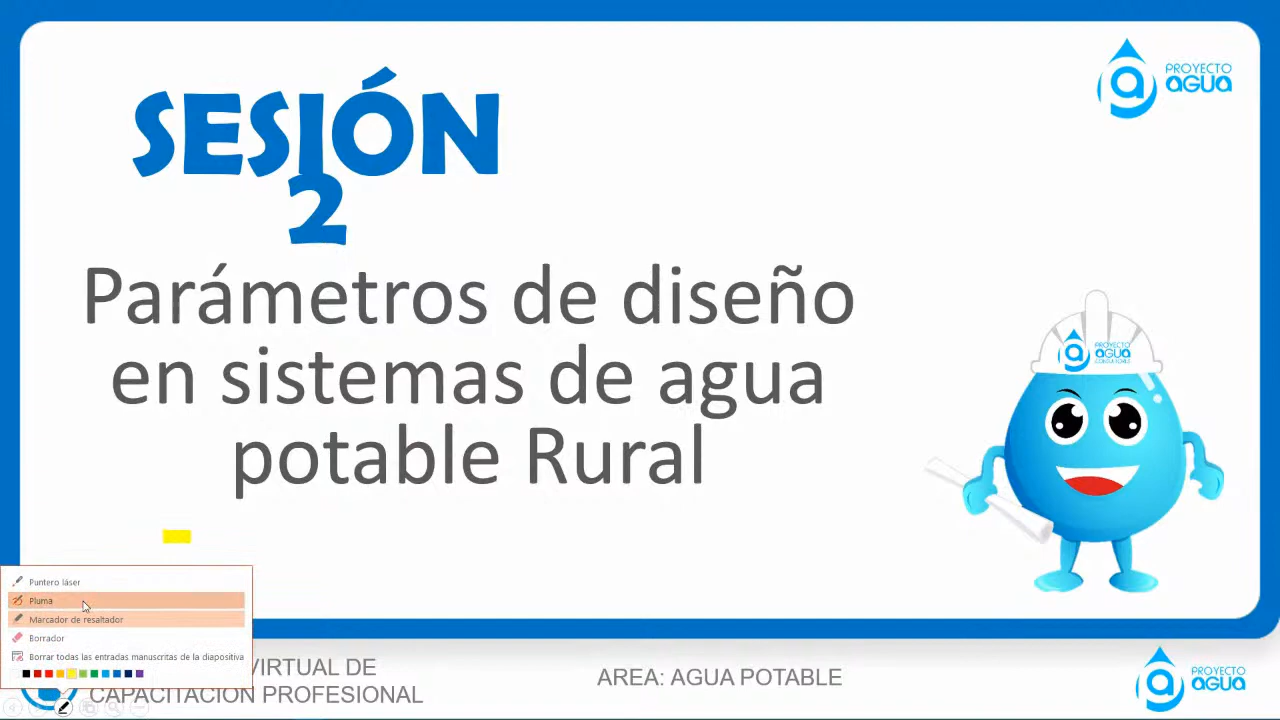 PROYECTO
AGUA
SESIÓN
2
Parámetros de diseño
en sistemas de agua
potable Rural
PROYECTO
AGUA
Puntero láser
Pluma
Marcador de resaltador
Borrador
Borrar todas las entradas manuscritas de la diapositiva
VIRTUAL DE
CAPACITACIÓN PROFESIONAL
AREA: AGUA POTABLE
PROYECTO
AGUA